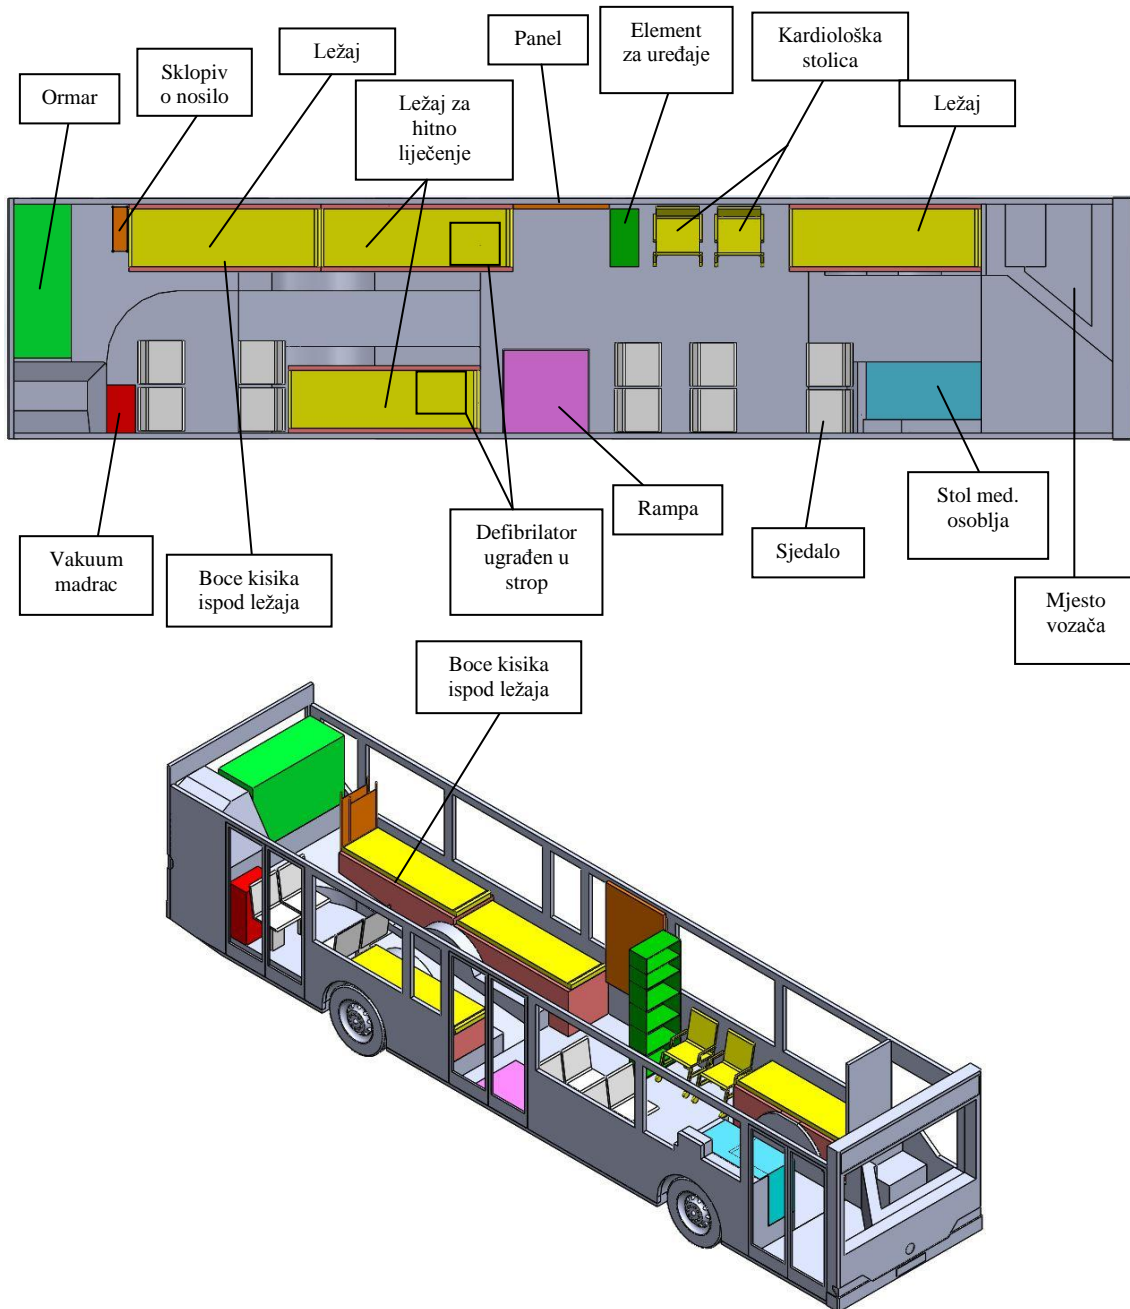 Ormar
Sklopiv
o nosilo
Ležaj
Ležaj za
hitno
liječenje
Panel
Element
za uređaje
Kardiološka
stolica
Ležaj
Vakuum
madrac
Boce kisika
ispod ležaja
Defibrilator
ugrađen u
strop
Rampa
Sjedalo
Stol med.
osoblja
Mjesto
vozača
Boce kisika
ispod ležaja